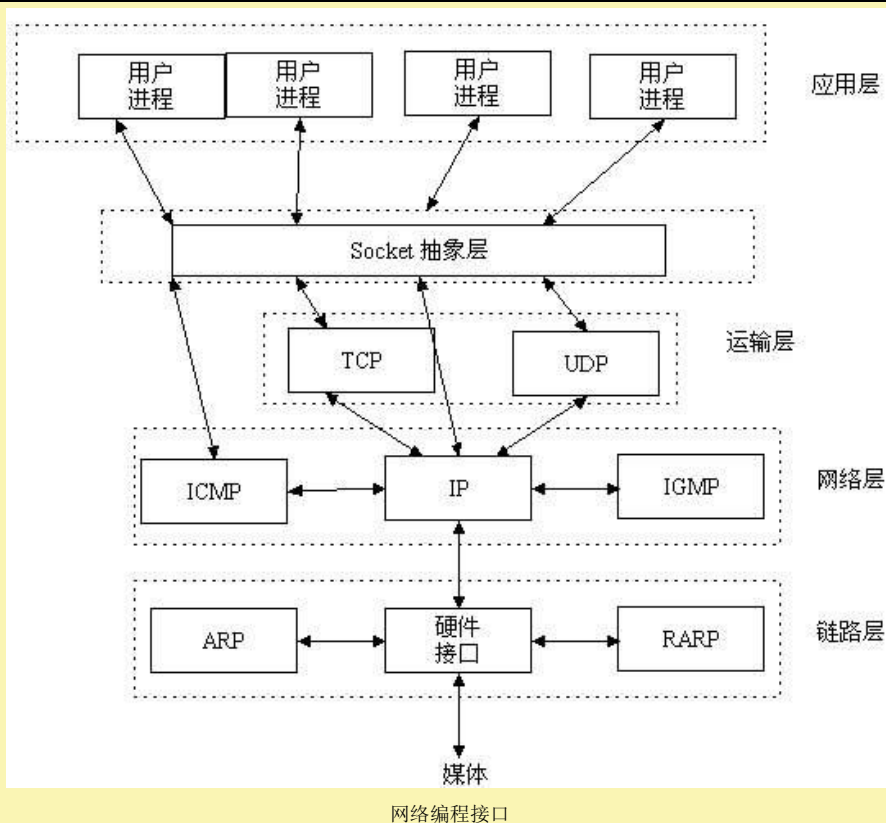 用户
进程
用户
进程
用户
进程
用户
进程
应用层
Socket 抽象层
运输层
TCP
UDP
ICMP
IP
IGMP
网络层
ARP
硬件
接口
RARP
链路层
媒体
网络编程接口